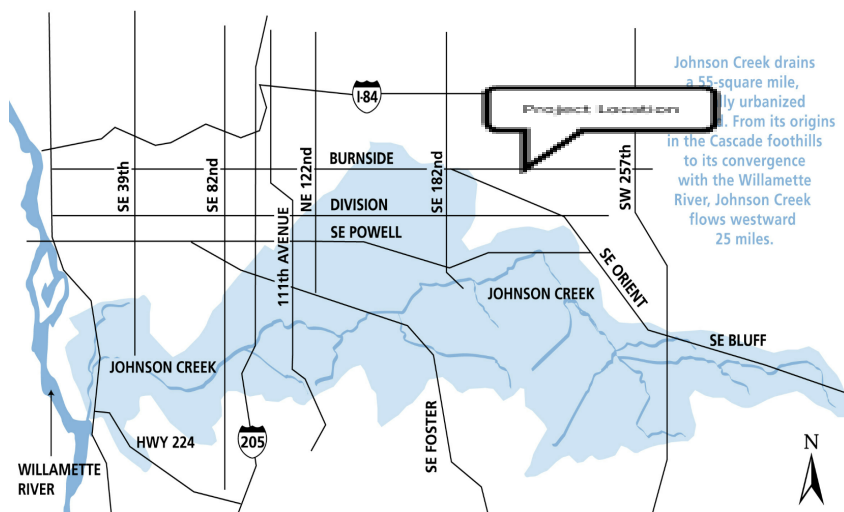 Johnson Creek drains
a 55-square mile,
ly urbanized
From its origins
in the Cascade foothills
to its convergence
with the Willamette
River, Johnson Creek
flows westward
25 miles.
Project Location
I-84
BURNSIDE
DIVISION
SE POWELL
SE 39th
SE 82nd
111th AVENUE
NE 122nd
SE 182nd
SW 257th
SE ORIENT
JOHNSON CREEK
SE BLUFF
JOHNSON CREEK
HWY 224
205
SE FOSTER
WILLAMETTE
RIVER
N